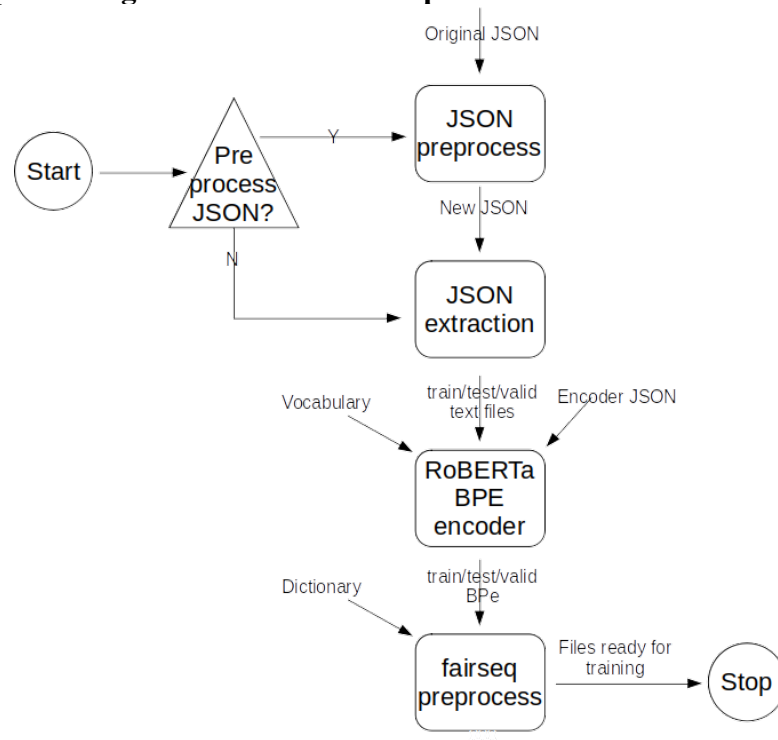 Original JSON
JSON
preprocess
Y
Start
Pre
process
JSON?
New JSON
N
JSON
extraction
train/test/valid
text files
Encoder JSON
Vocabulary
RoBERTa
BPE
encoder
train/test/valid
BPe
Dictionary
fairseq
preprocess
Files ready for
training
Stop